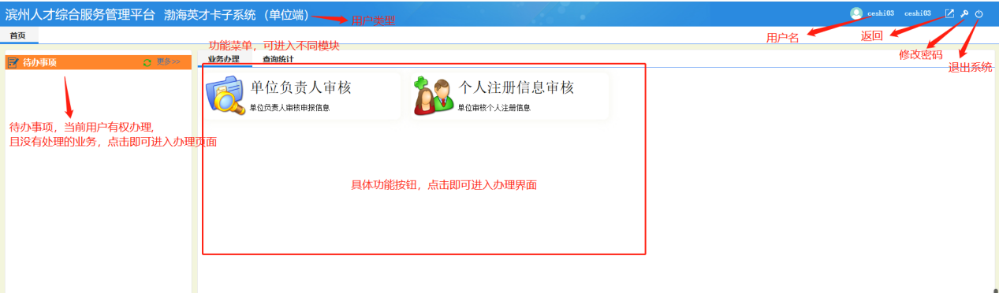 滨州人才综合服务管理平台 渤海英才卡子系统（单位端）
用户类型
ceshi03 ceshi03
首页
用户名
返回
修改密码
退出系统
功能菜单，可进入不同模块
待办事项
更多>>
业务办理 查询统计
单位负责人审核
单位负责人审核申报信息
个人注册信息审核
单位审核个人注册信息
待办事项，当前用户有权办理,
且没有处理的业务，点击即可进入办理页面
具体功能按钮，点击即可进入办理界面